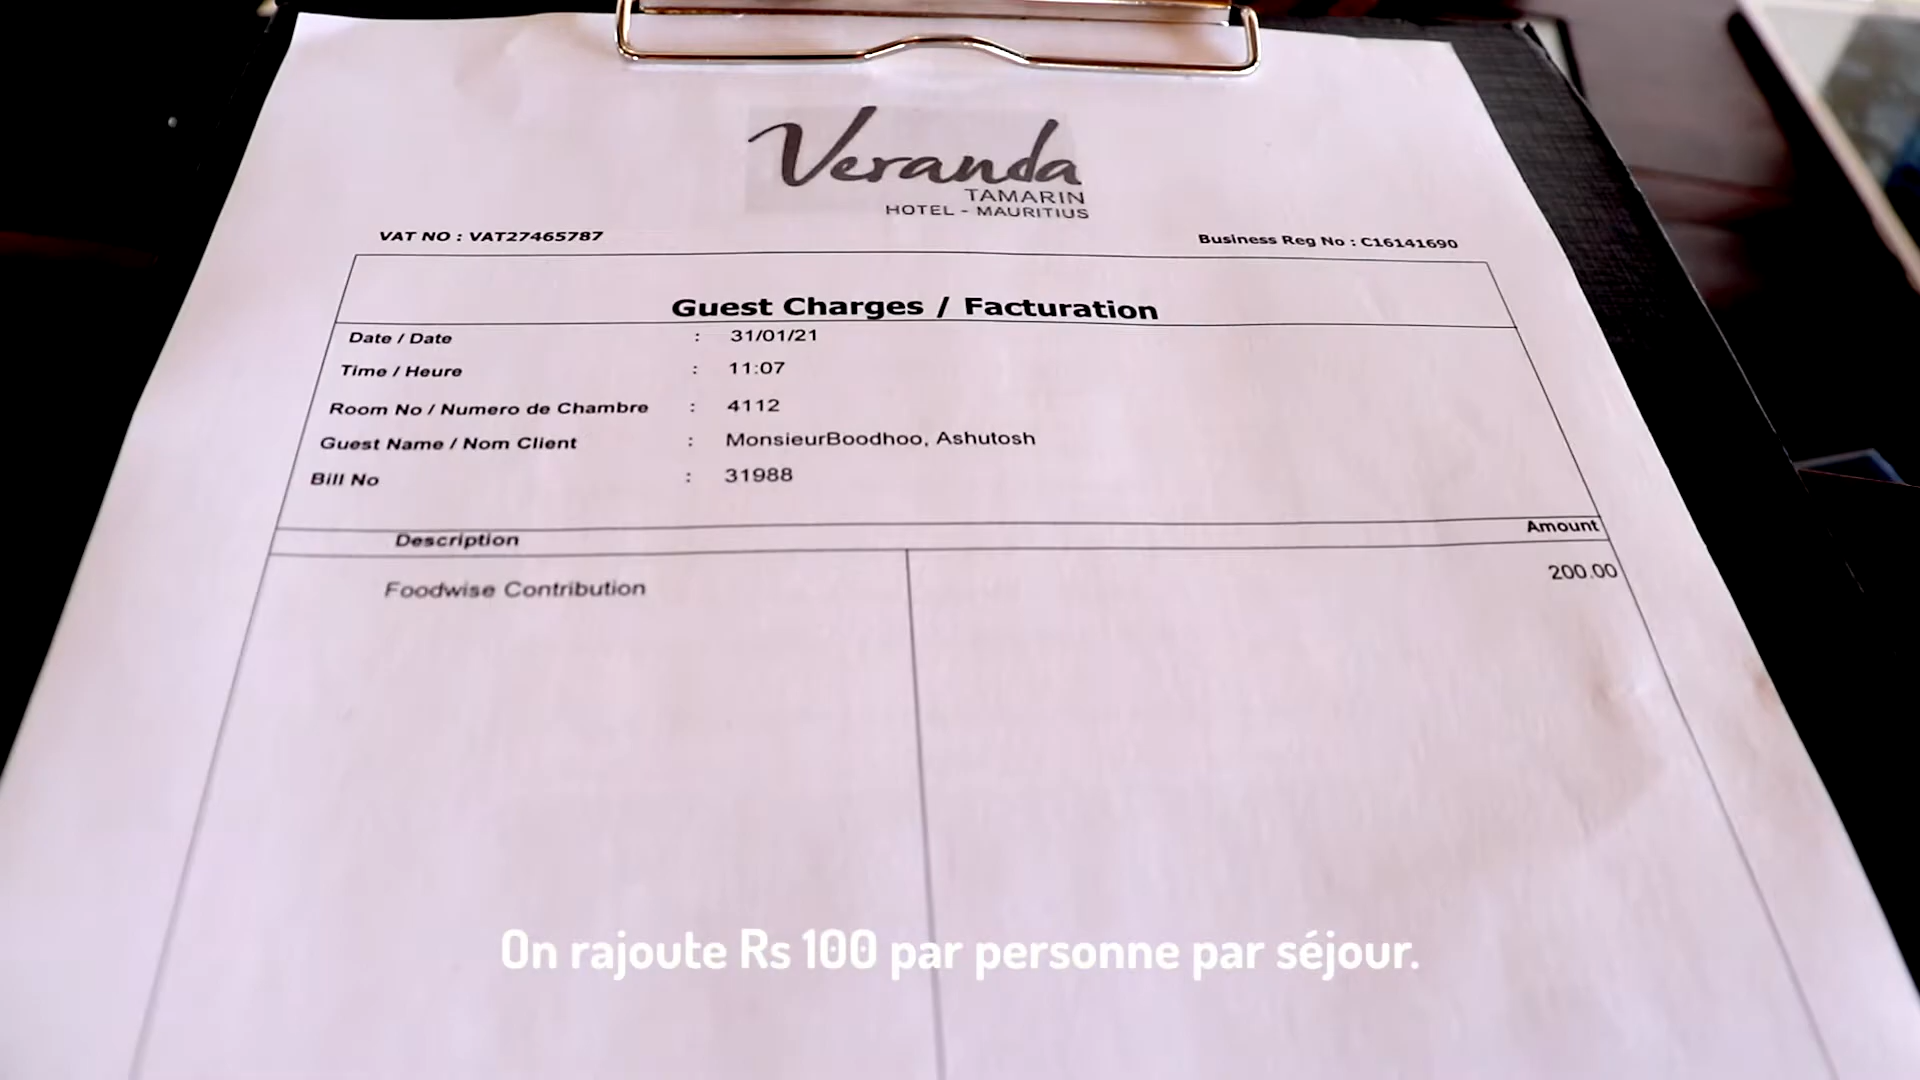 Veranda
TAMARIN
HOTEL - MAURITIUS
VAT NO : VAT27465787
Business Reg No : C16141690
Guest Charges / Facturation
Date / Date : 31/01/21
Time / Heure : 11:07
Room No / Numero de Chambre : 4112
Guest Name / Nom Client : MonsieurBoodhoo, Ashutosh
Bill No : 31988
Description Amount
Foodwise Contribution 200.00
On rajoute Rs 100 par personne par séjour.